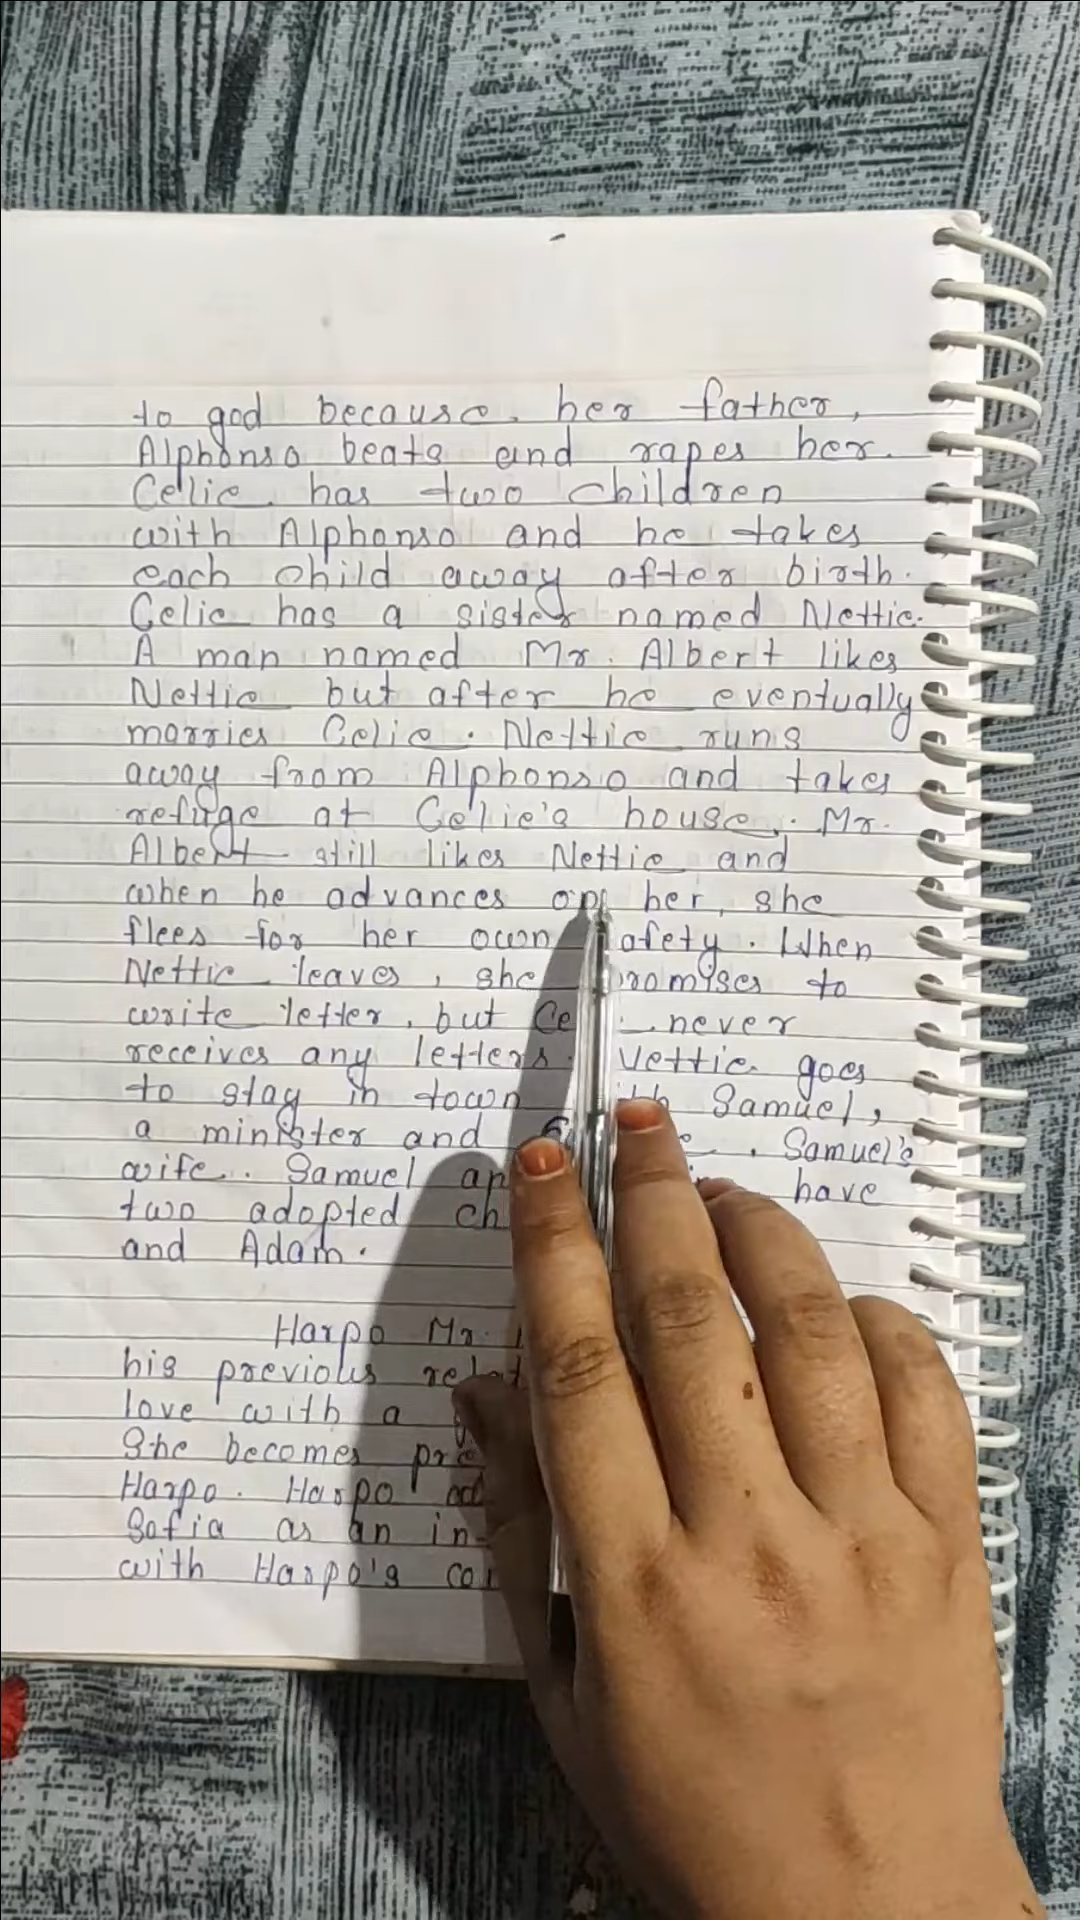 to god because her father,
Alphonso beats and rapes her.
Celie has two children
with Alphonso and he takes
each child away after birth.
Celie has a sister named Nettie.
A man named Mr. Albert likes
Nettie but after he eventually
marries Celie. Nettie runs
away from Alphonso and takes
refuge at Celie's house. Mr.
Albert still likes Nettie and
when he advances on her, she
flees for her own safety. When
Nettie leaves, she promises to
write letter, but never
receives any letters. Nettie goes
to stay in town with Samuel,
a minister and Samuel's
wife. Samuel have
two adopted
and Adam.
Harpo Mr.
his previous
love with a
She becomes
Harpo. Harpo
Sofia as an
with Harpo's